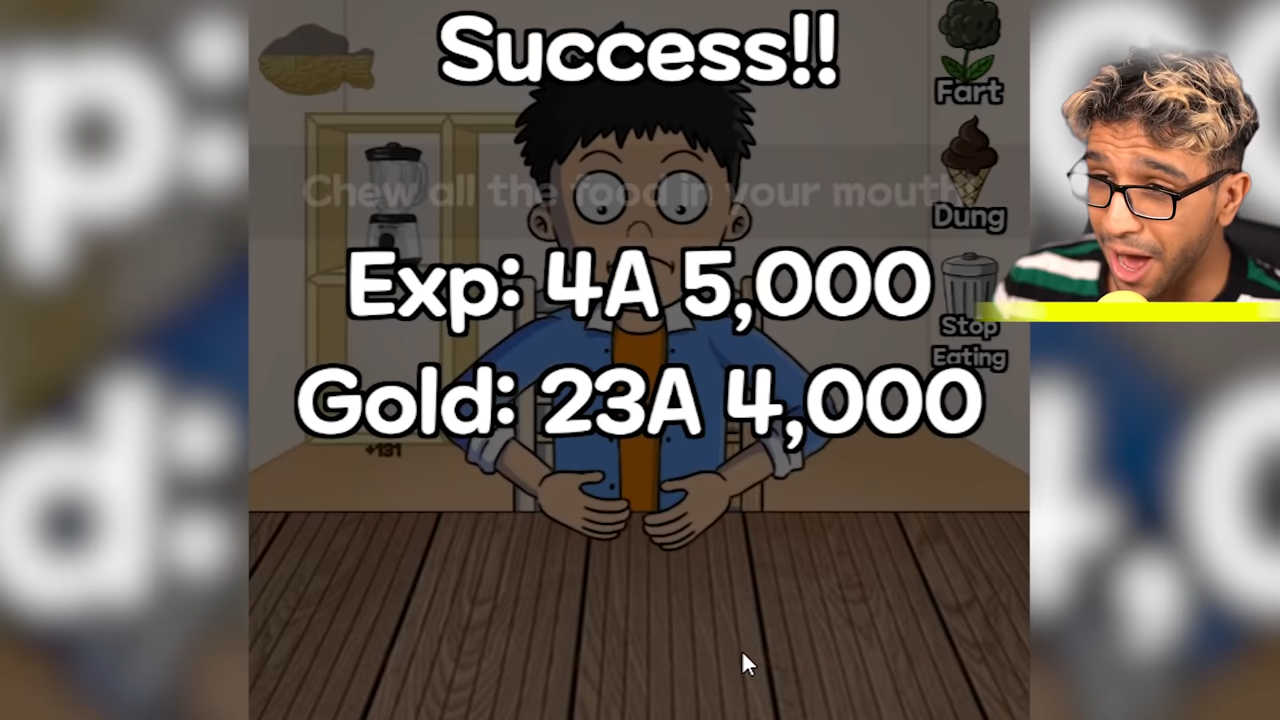 Success!!
Fart
Chew all the food in your mouth
Dung
Exp: 4A 5,000
Stop
Eating
Gold: 23A 4,000
+131